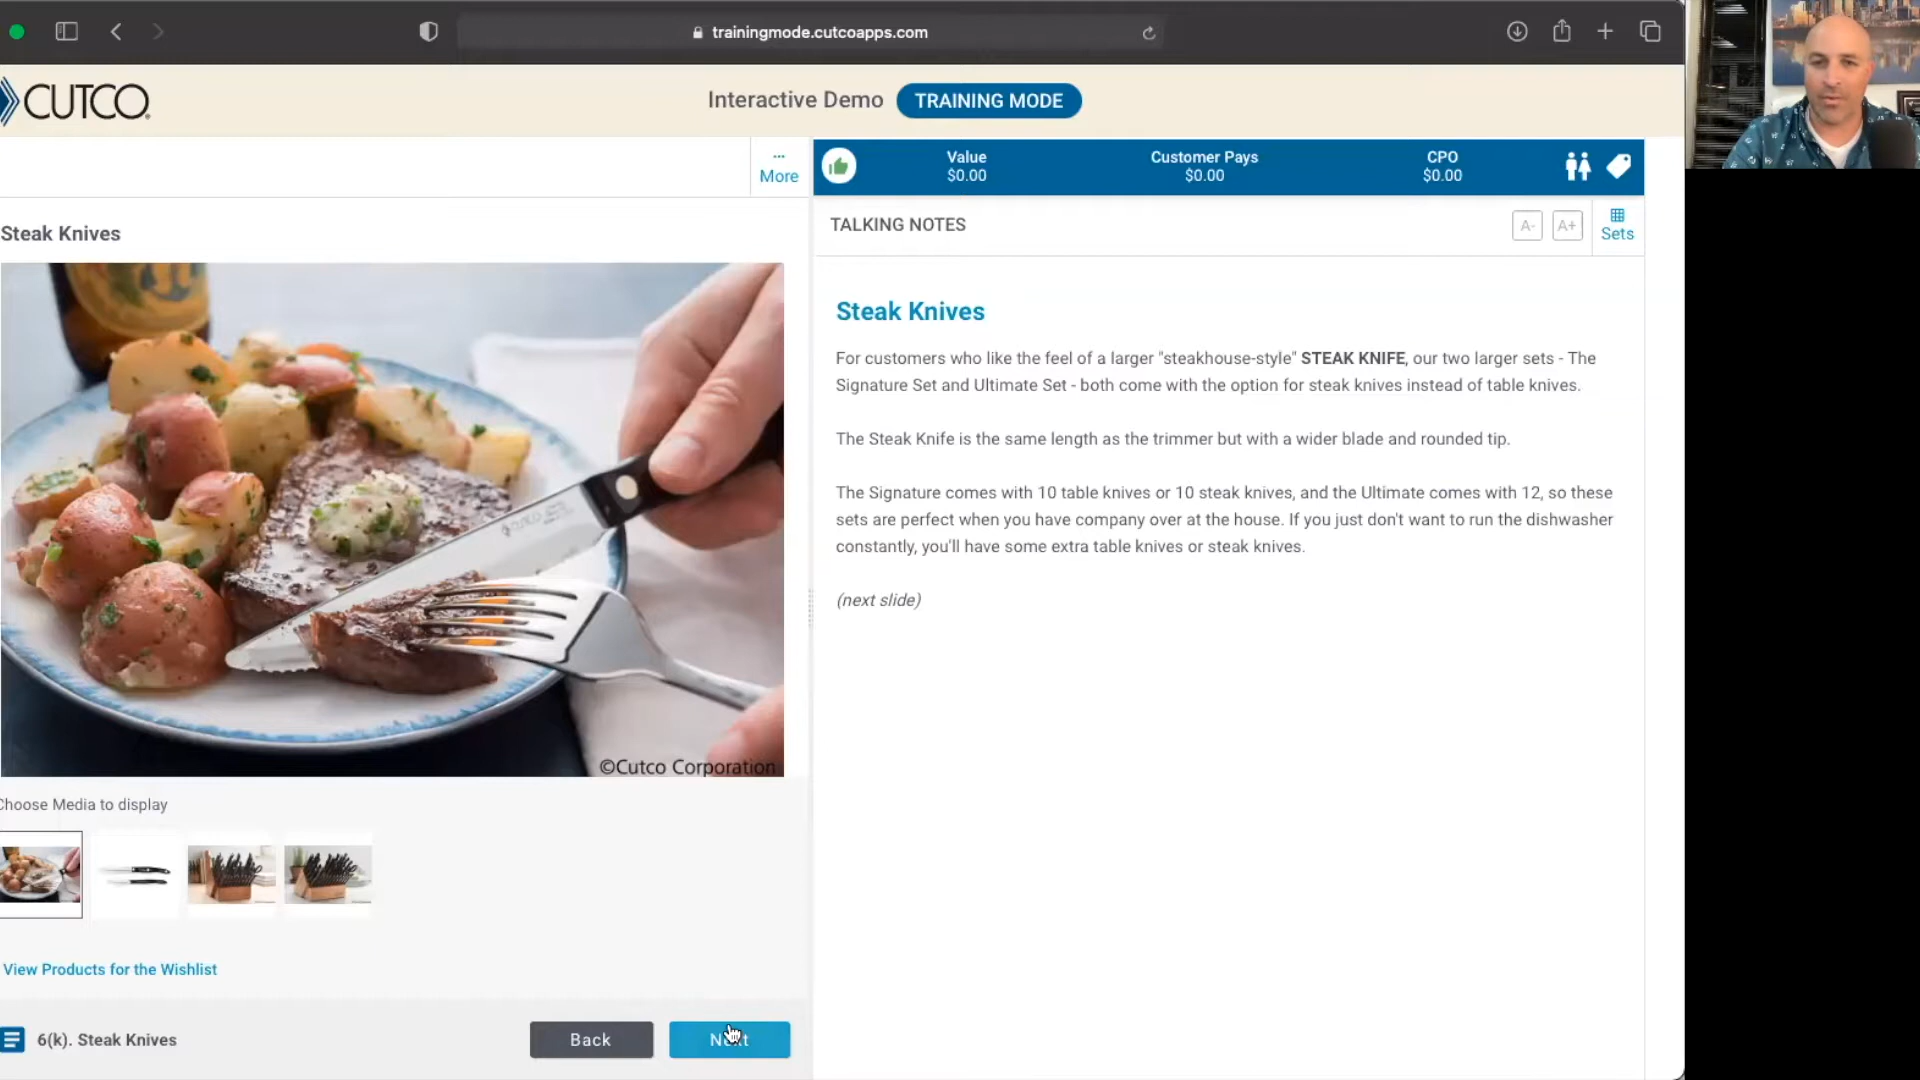 trainingmode.cutcoapps.com
CUTCO
Interactive Demo TRAINING MODE
... More
Value
$0.00
Customer Pays
$0.00
CPO
$0.00
TALKING NOTES
A-
A+
Sets
Steak Knives
©Cutco Corporation
Choose Media to display
View Products for the Wishlist
6(k). Steak Knives
Back
Next
Steak Knives
For customers who like the feel of a larger "steakhouse-style" STEAK KNIFE, our two larger sets - The
Signature Set and Ultimate Set - both come with the option for steak knives instead of table knives.
The Steak Knife is the same length as the trimmer but with a wider blade and rounded tip.
The Signature comes with 10 table knives or 10 steak knives, and the Ultimate comes with 12, so these
sets are perfect when you have company over at the house. If you just don't want to run the dishwasher
constantly, you'll have some extra table knives or steak knives.
(next slide)